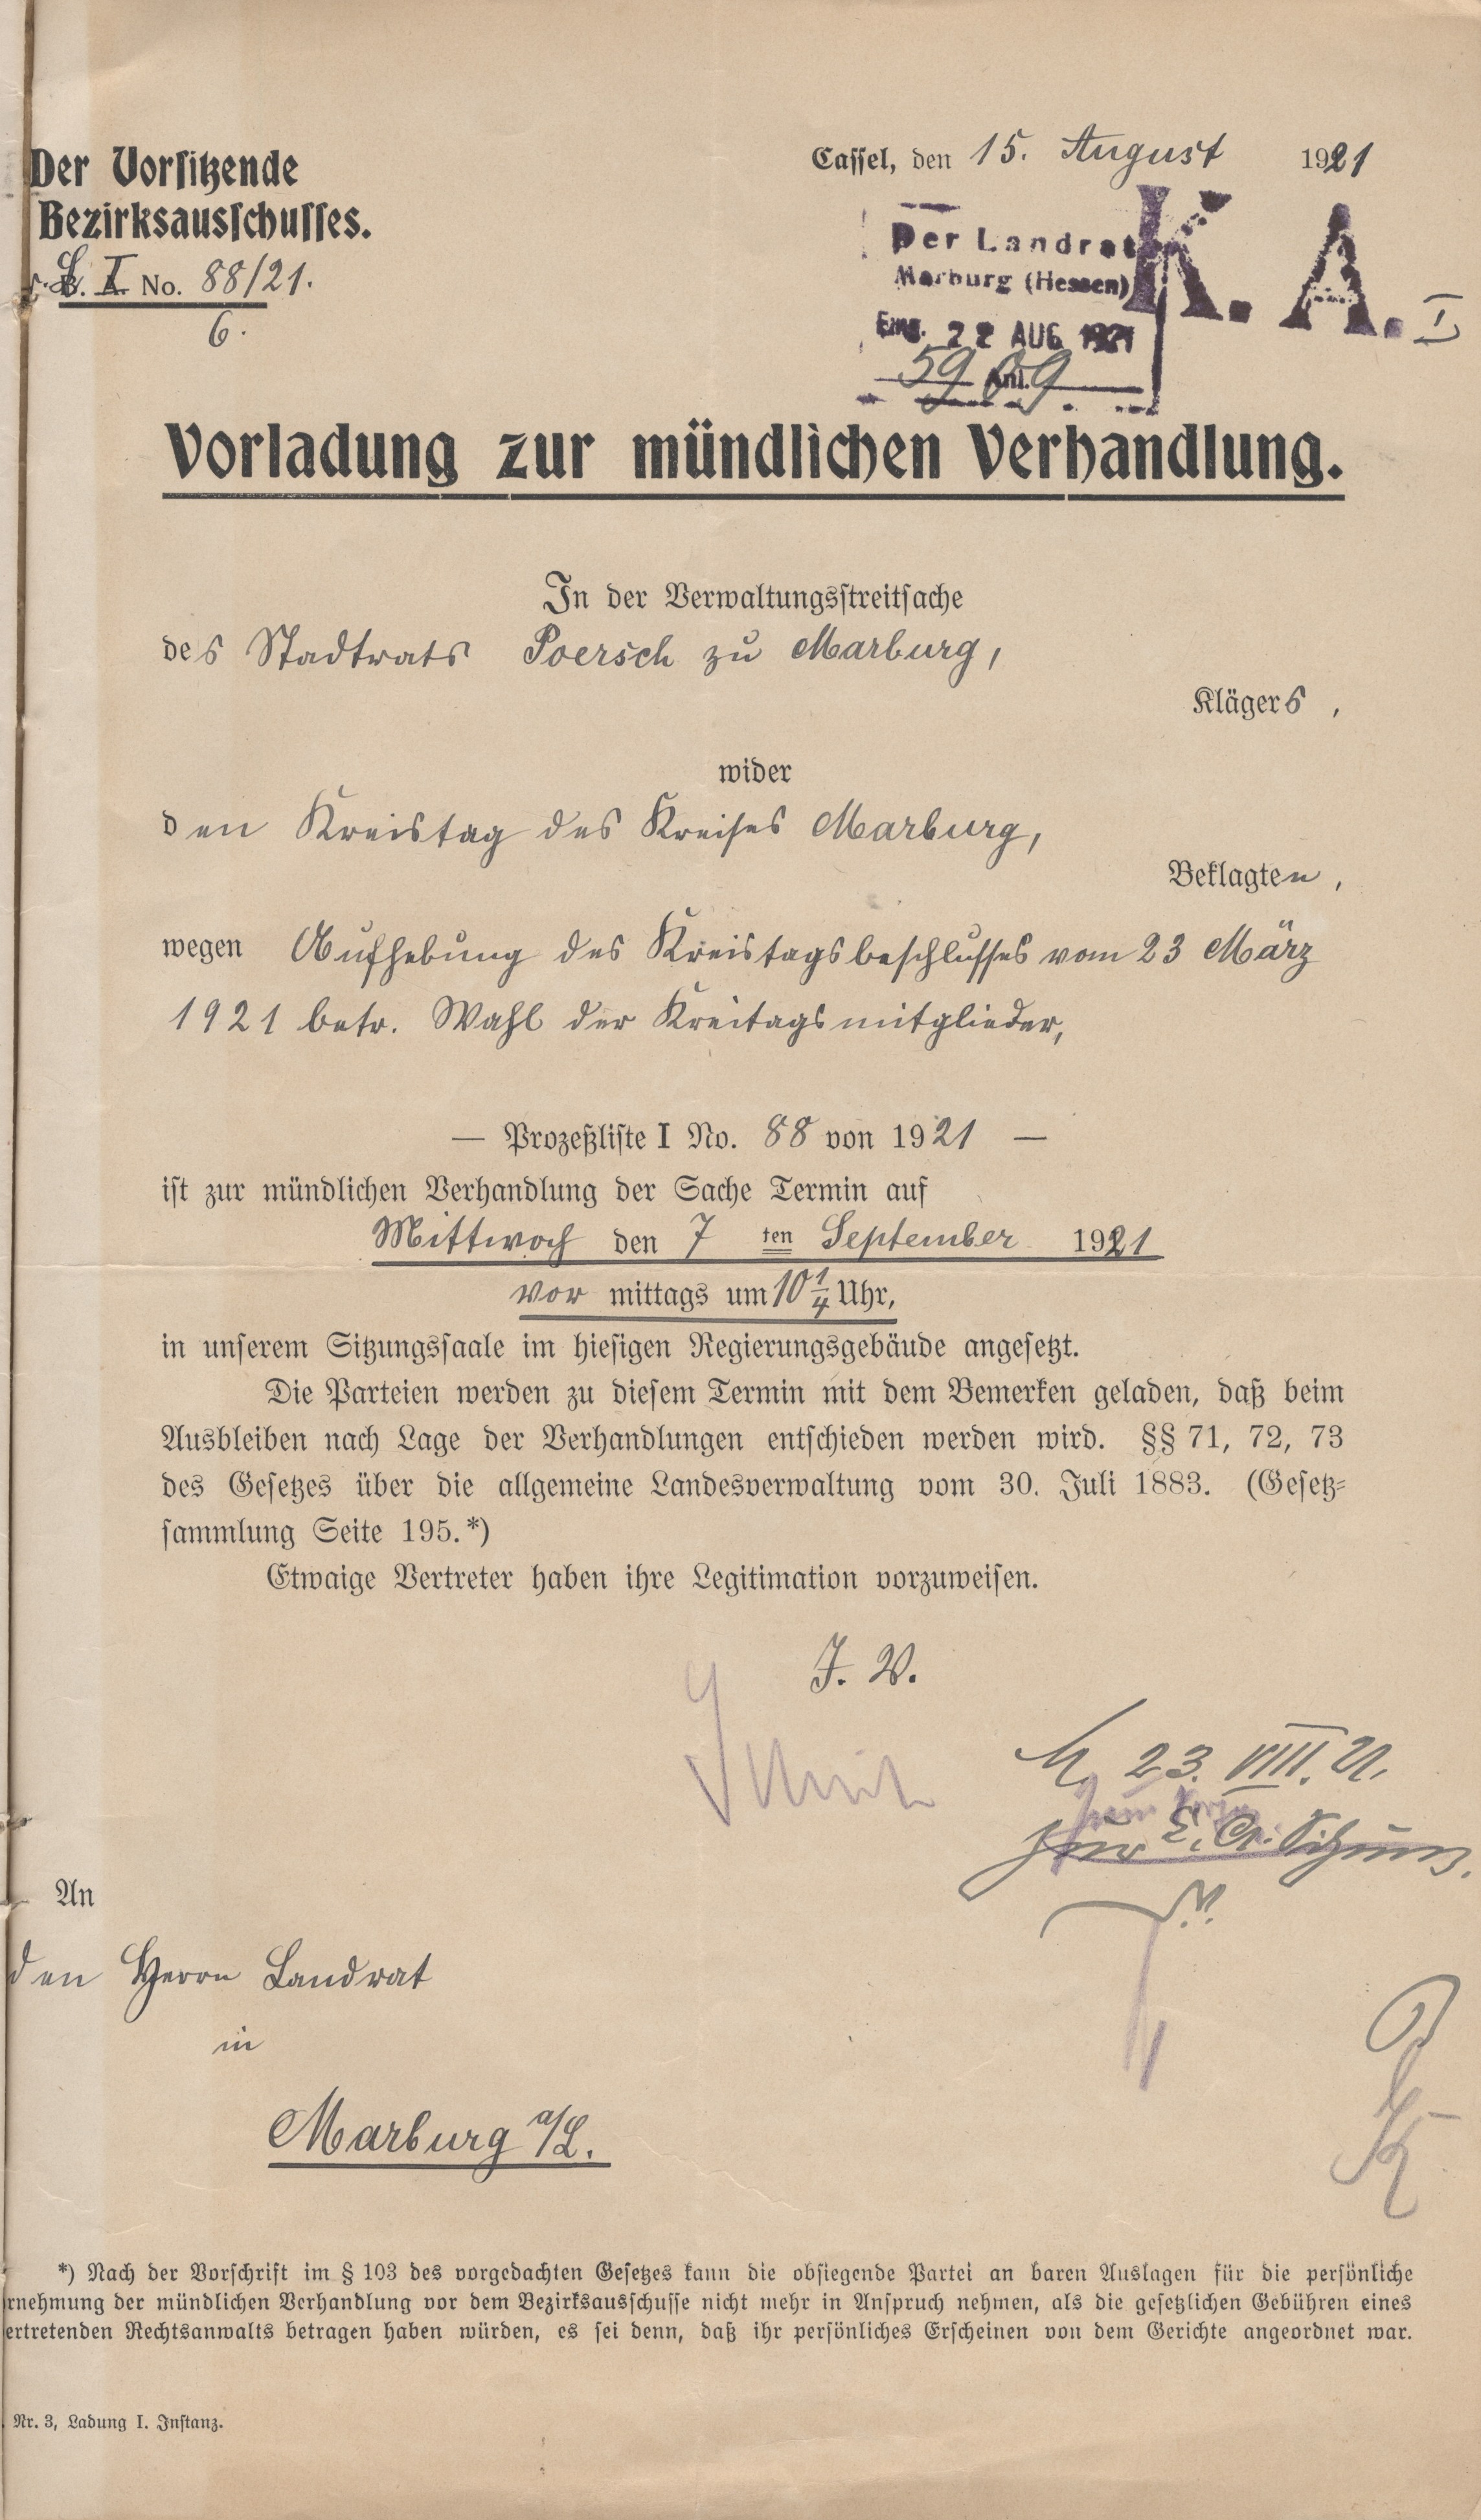 Der Vorsitzende
Bezirksausschusses.
No. 88/21.
6.
Cassel, den 15. August 1921
Der Landrat
Marburg (Hessen)
Eing. 22 AUG 1921
Anl.
K. A. I
Vorladung zur mündlichen Verhandlung.
In der Verwaltungsstreitsache
des Stadtrats Poersch zu Marburg,
Klägers,
wider
den Kreistag des Kreises Marburg,
Beklagten,
wegen Aufhebung des Kreistagsbeschlusses vom 23 März
1921 betr. Wahl der Kreitagsmitglieder,
— Prozeßliste I No. 88 von 1921 —
ist zur mündlichen Verhandlung der Sache Termin auf
Mittwoch den 7 ten September 1921
vor mittags um 10 1/4 Uhr,
in unserem Sitzungssaale im hiesigen Regierungsgebäude angesetzt.
Die Parteien werden zu diesem Termin mit dem Bemerken geladen, daß beim
Ausbleiben nach Lage der Verhandlungen entschieden werden wird. §§ 71, 72, 73
des Gesetzes über die allgemeine Landesverwaltung vom 30. Juli 1883. (Gesetz-
sammlung Seite 195.*)
Etwaige Vertreter haben ihre Legitimation vorzuweisen.
J. V.
M. 23. VIII. 21.
An
den Herrn Landrat
in
Marburg a/L.
*) Nach der Vorschrift im § 103 des vorgedachten Gesetzes kann die obsiegende Partei an baren Auslagen für die persönliche
rnehmung der mündlichen Verhandlung vor dem Bezirksausschusse nicht mehr in Anspruch nehmen, als die gesetzlichen Gebühren eines
ertretenden Rechtsanwalts betragen haben würden, es sei denn, daß ihr persönliches Erscheinen von dem Gerichte angeordnet war.
Nr. 3, Ladung I. Instanz.